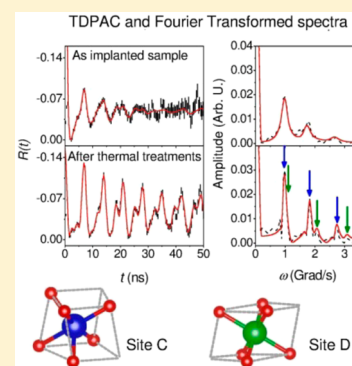 TDPAC and Fourier Transformed spectra
As implanted sample
After thermal treatments
R(t)
-0.14
-0.07
0.00
-0.14
-0.07
-0.00
0 10 20 30 40 50
t (ns)
Amplitude (Arb. U.)
0.04
0.03
0.02
0.01
0.00
0.03
0.02
0.01
0.00
0 1 2 3
ω (Grad/s)
Site C
Site D